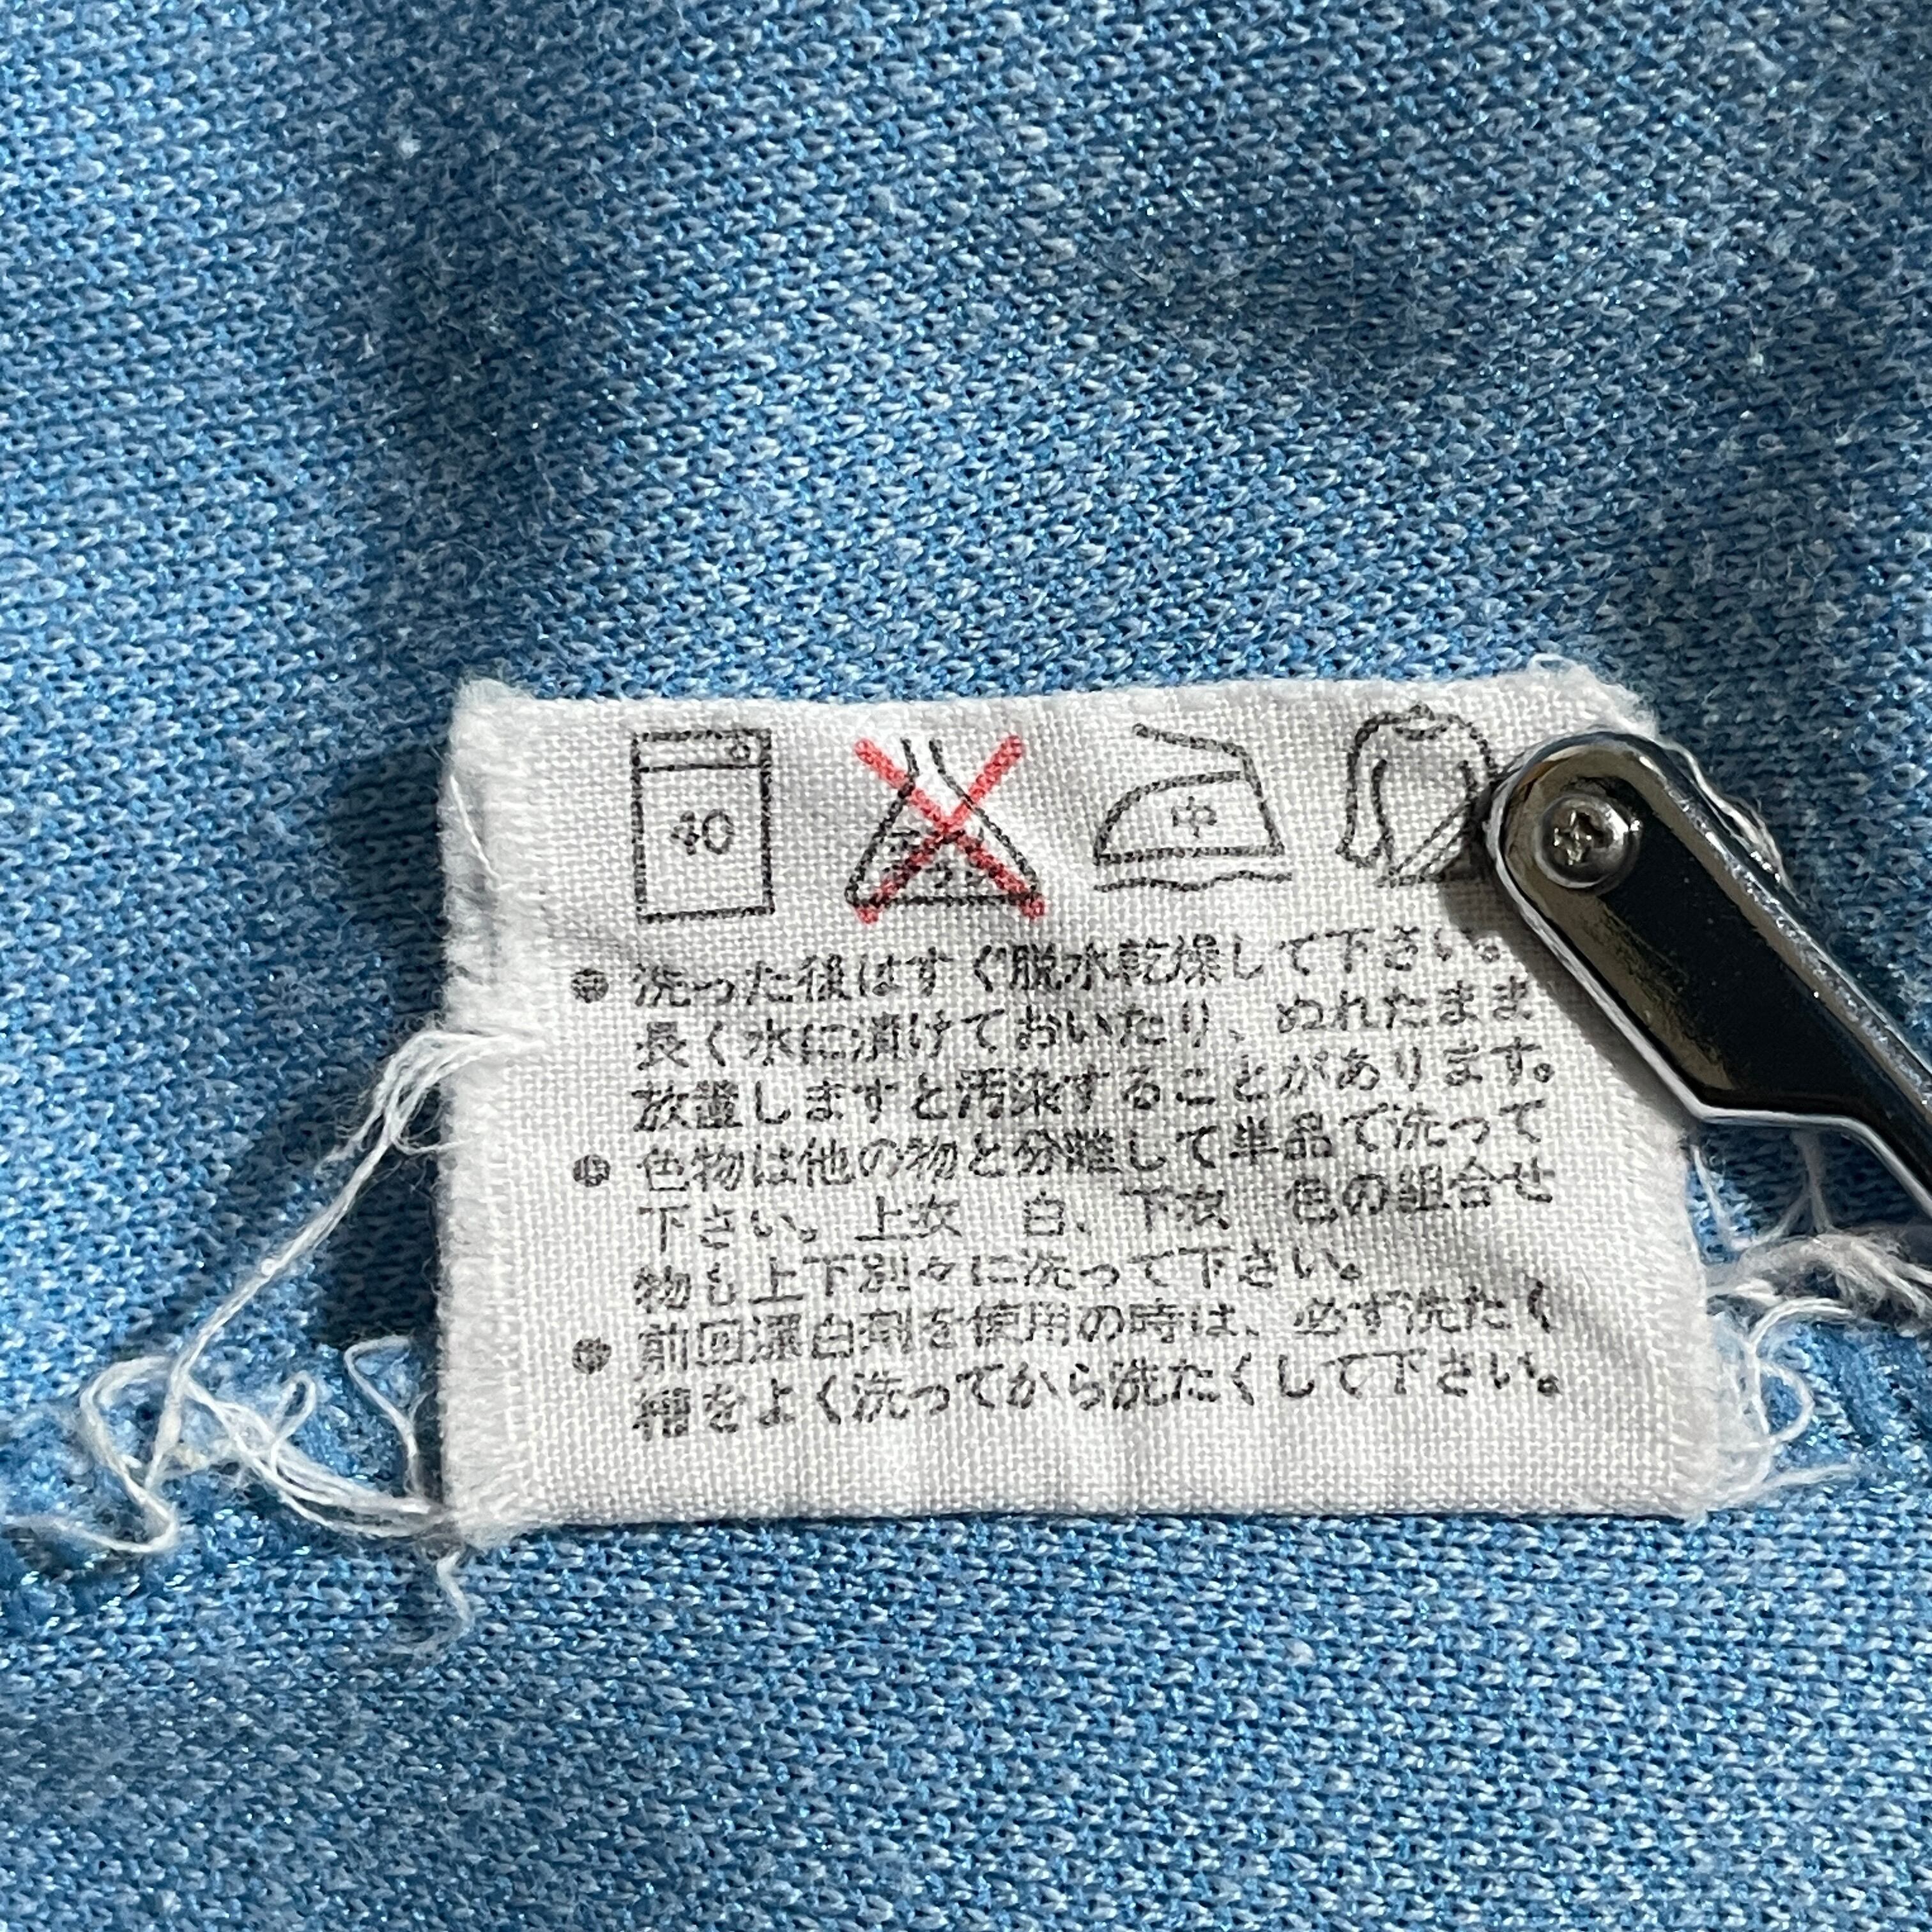 40
中
● 洗った後はすぐ脱水乾燥して下さい。
長く水に漬けておいたり、ぬれたまま
放置しますと汚染することがあります。
● 色物は他の物と分離して単品で洗って
下さい。上衣 白、下衣 色の組合せ
物も上下別々に洗って下さい。
● 前回漂白剤を使用の時は、必ず洗たく
槽をよく洗ってから洗たくして下さい。